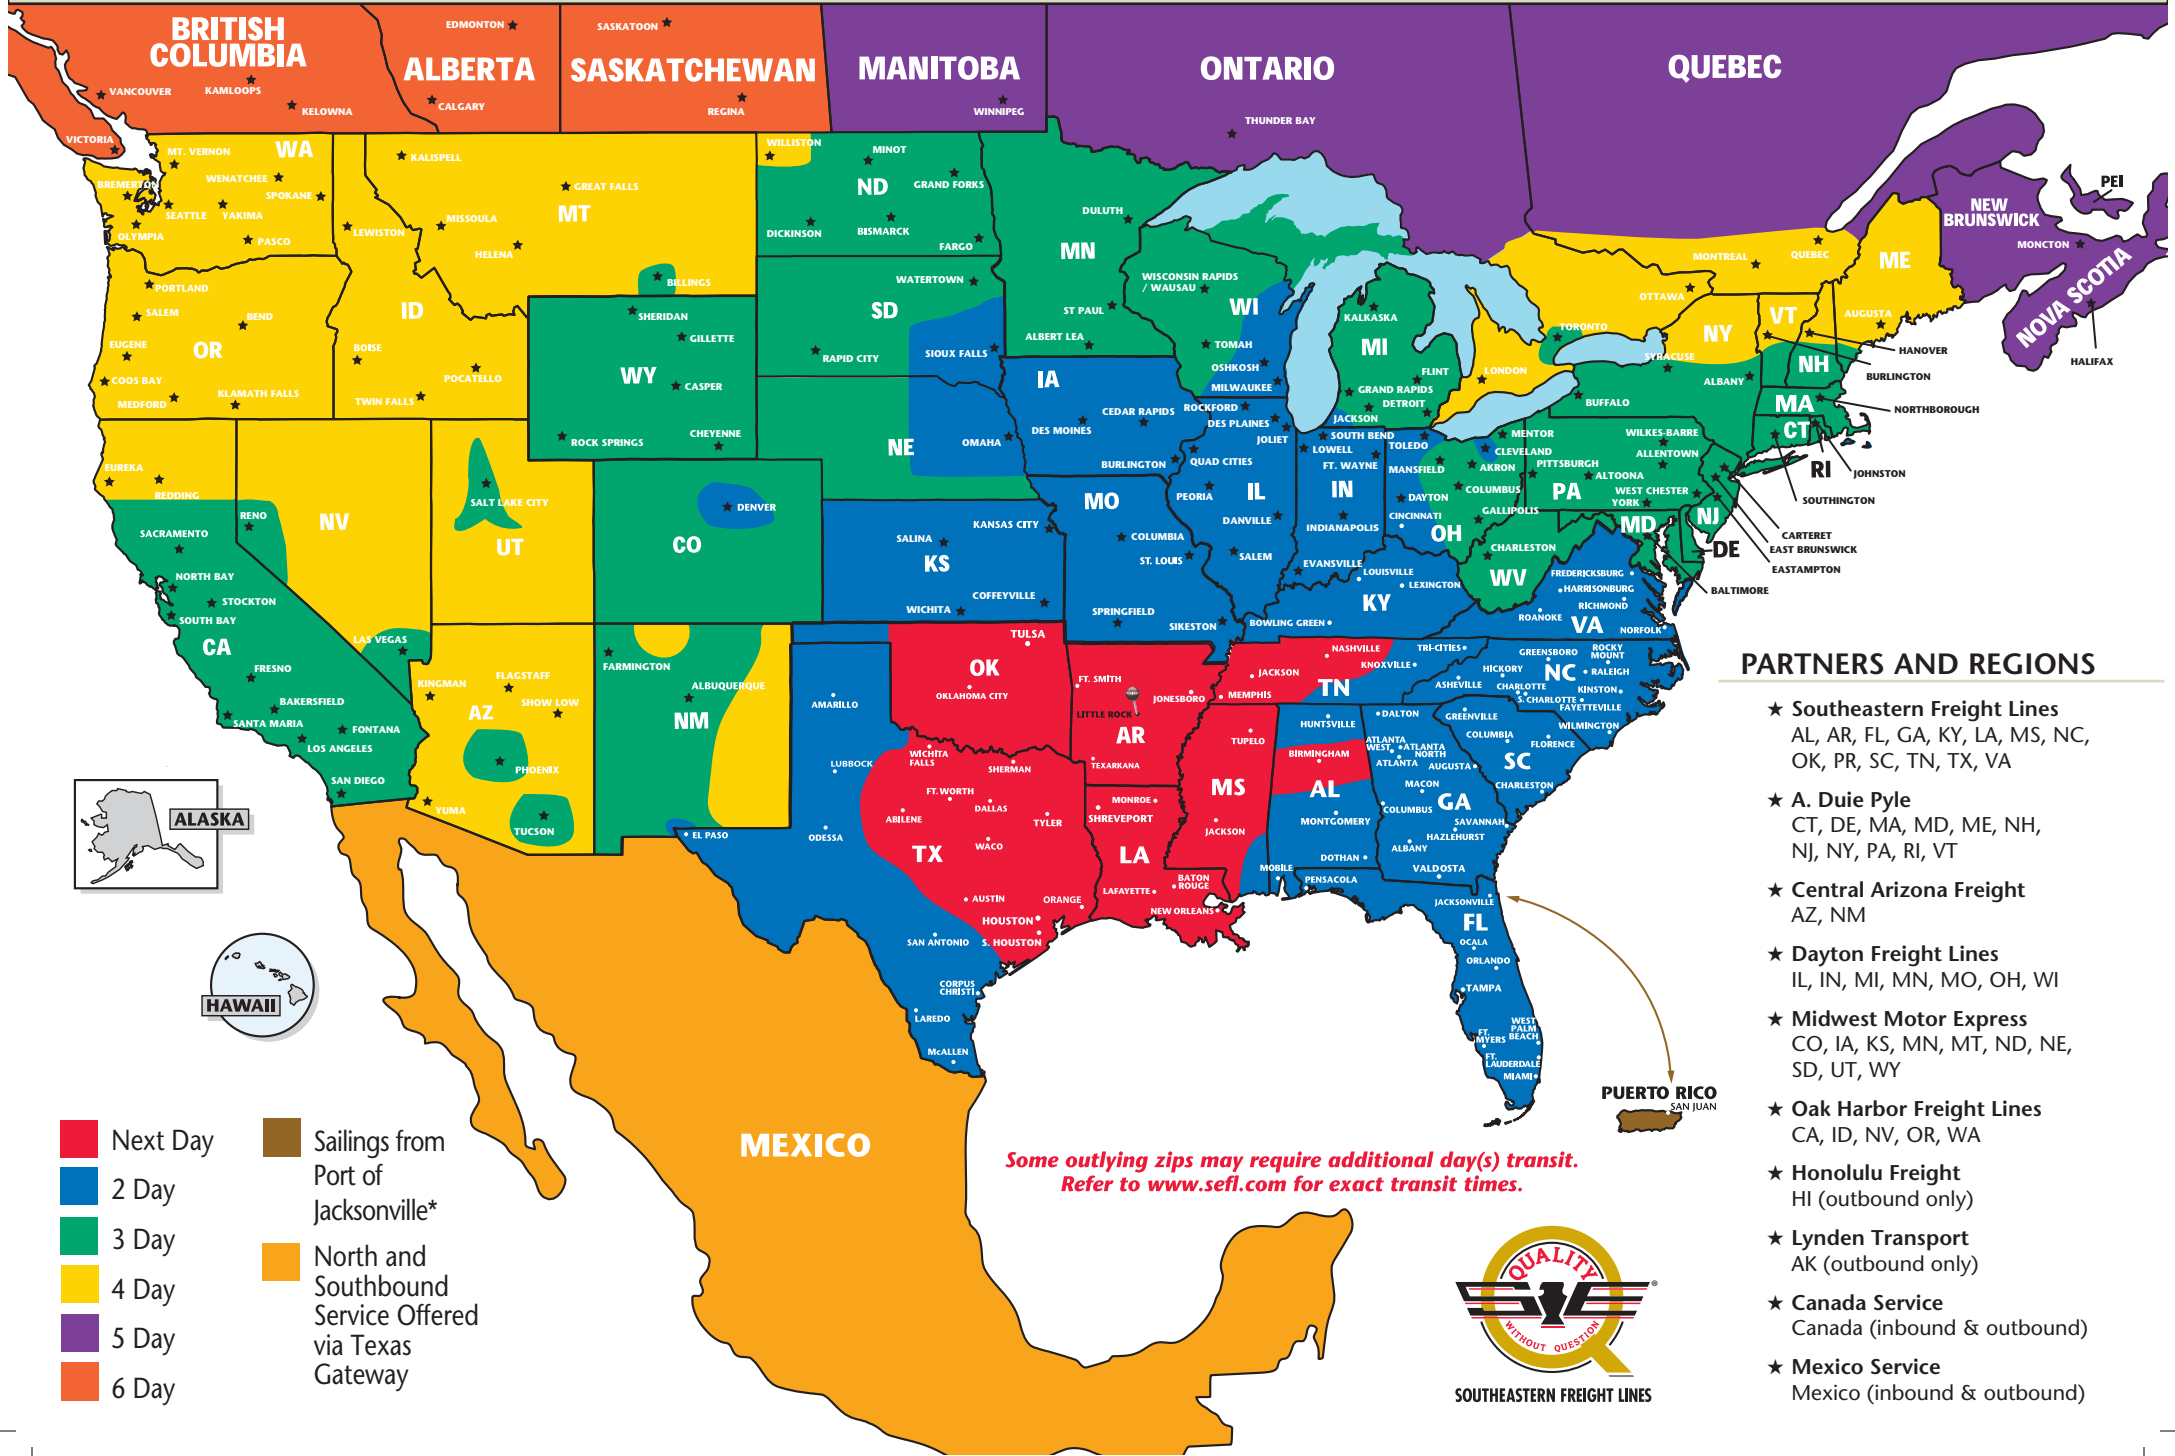 BRITISH
COLUMBIA
ALBERTA
SASKATCHEWAN
MANITOBA
ONTARIO
QUEBEC
EDMONTON
SASKATOON
VANCOUVER
KAMLOOPS
KELOWNA
CALGARY
REGINA
WINNIPEG
THUNDER BAY
VICTORIA
MT. VERNON
WA
WENATCHEE
SPOKANE
BREMERTON
SEATTLE
YAKIMA
OLYMPIA
PASCO
KALISPELL
GREAT FALLS
MT
MISSOULA
LEWISTON
HELENA
BILLINGS
WILLISTON
MINOT
ND
GRAND FORKS
DICKINSON
BISMARCK
FARGO
DULUTH
MN
WISCONSIN RAPIDS
/ WAUSAU
WI
ST PAUL
ALBERT LEA
TOMAH
OSHKOSH
MILWAUKEE
KALKASKA
MI
FLINT
GRAND RAPIDS
DETROIT
JACKSON
PORTLAND
SALEM
BEND
EUGENE
OR
COOS BAY
MEDFORD
KLAMATH FALLS
ID
BOISE
POCATELLO
TWIN FALLS
SHERIDAN
GILLETTE
WY
CASPER
ROCK SPRINGS
CHEYENNE
WATERTOWN
SD
RAPID CITY
SIOUX FALLS
NE
OMAHA
IA
CEDAR RAPIDS
DES MOINES
BURLINGTON
ROCKFORD
DES PLAINES
JOLIET
QUAD CITIES
PEORIA
IL
DANVILLE
SALEM
SOUTH BEND
LOWELL
FT. WAYNE
IN
INDIANAPOLIS
EVANSVILLE
TOLEDO
MENTOR
CLEVELAND
MANSFIELD
AKRON
DAYTON
COLUMBUS
CINCINNATI
GALLIPOLIS
OH
MONTREAL
QUEBEC
OTTAWA
TORONTO
LONDON
ME
AUGUSTA
VT
NY
SYRACUSE
ALBANY
BUFFALO
NH
MA
CT
RI
NEW
BRUNSWICK
PEI
MONCTON
NOVA SCOTIA
HALIFAX
HANOVER
BURLINGTON
NORTHBOROUGH
JOHNSTON
SOUTHINGTON
CARTERET
EAST BRUNSWICK
EASTAMPTON
BALTIMORE
WILKES-BARRE
ALLENTOWN
PITTSBURGH
ALTOONA
PA
WEST CHESTER
YORK
NJ
MD
DE
CHARLESTON
WV
EUREKA
REDDING
RENO
NV
SACRAMENTO
NORTH BAY
STOCKTON
SOUTH BAY
CA
FRESNO
LAS VEGAS
BAKERSFIELD
SANTA MARIA
FONTANA
LOS ANGELES
SAN DIEGO
SALT LAKE CITY
UT
DENVER
CO
KANSAS CITY
SALINA
KS
COFFEYVILLE
WICHITA
MO
COLUMBIA
ST. LOUIS
SPRINGFIELD
SIKESTON
LOUISVILLE
LEXINGTON
KY
BOWLING GREEN
FREDERICKSBURG
HARRISONBURG
RICHMOND
ROANOKE
VA
NORFOLK
KINGMAN
FLAGSTAFF
AZ
SHOW LOW
PHOENIX
YUMA
TUCSON
FARMINGTON
ALBUQUERQUE
NM
TULSA
OK
OKLAHOMA CITY
AMARILLO
LUBBOCK
ODESSA
EL PASO
WICHITA
FALLS
SHERMAN
FT. WORTH
DALLAS
ABILENE
TYLER
WACO
TX
AUSTIN
ORANGE
HOUSTON
S. HOUSTON
SAN ANTONIO
CORPUS
CHRISTI
LAREDO
McALLEN
FT. SMITH
JONESBORO
LITTLE ROCK
AR
TEXARKANA
MONROE
SHREVEPORT
LA
LAFAYETTE
BATON
ROUGE
NEW ORLEANS
NASHVILLE
JACKSON
MEMPHIS
KNOXVILLE
TN
TRI-CITIES
TUPELO
MS
JACKSON
HUNTSVILLE
BIRMINGHAM
AL
MONTGOMERY
DOTHAN
MOBILE
PENSACOLA
DALTON
ATLANTA
WEST
ATLANTA
NORTH
ATLANTA
AUGUSTA
MACON
COLUMBUS
GA
SAVANNAH
HAZLEHURST
ALBANY
VALDOSTA
GREENSBORO
ROCKY
MOUNT
HICKORY
NC
RALEIGH
ASHEVILLE
CHARLOTTE
KINSTON
S. CHARLOTTE
FAYETTEVILLE
WILMINGTON
GREENVILLE
COLUMBIA
FLORENCE
SC
CHARLESTON
JACKSONVILLE
FL
OCALA
ORLANDO
TAMPA
WEST
PALM
BEACH
FT.
MYERS
FT.
LAUDERDALE
MIAMI
PUERTO RICO
SAN JUAN
ALASKA
HAWAII
MEXICO
Next Day
2 Day
3 Day
4 Day
5 Day
6 Day
Sailings from
Port of
Jacksonville*
North and
Southbound
Service Offered
via Texas
Gateway
Some outlying zips may require additional day(s) transit.
Refer to www.sefl.com for exact transit times.
QUALITY
WITHOUT QUESTION
®
SOUTHEASTERN FREIGHT LINES
PARTNERS AND REGIONS
★ Southeastern Freight Lines
AL, AR, FL, GA, KY, LA, MS, NC,
OK, PR, SC, TN, TX, VA
★ A. Duie Pyle
CT, DE, MA, MD, ME, NH,
NJ, NY, PA, RI, VT
★ Central Arizona Freight
AZ, NM
★ Dayton Freight Lines
IL, IN, MI, MN, MO, OH, WI
★ Midwest Motor Express
CO, IA, KS, MN, MT, ND, NE,
SD, UT, WY
★ Oak Harbor Freight Lines
CA, ID, NV, OR, WA
★ Honolulu Freight
HI (outbound only)
★ Lynden Transport
AK (outbound only)
★ Canada Service
Canada (inbound & outbound)
★ Mexico Service
Mexico (inbound & outbound)